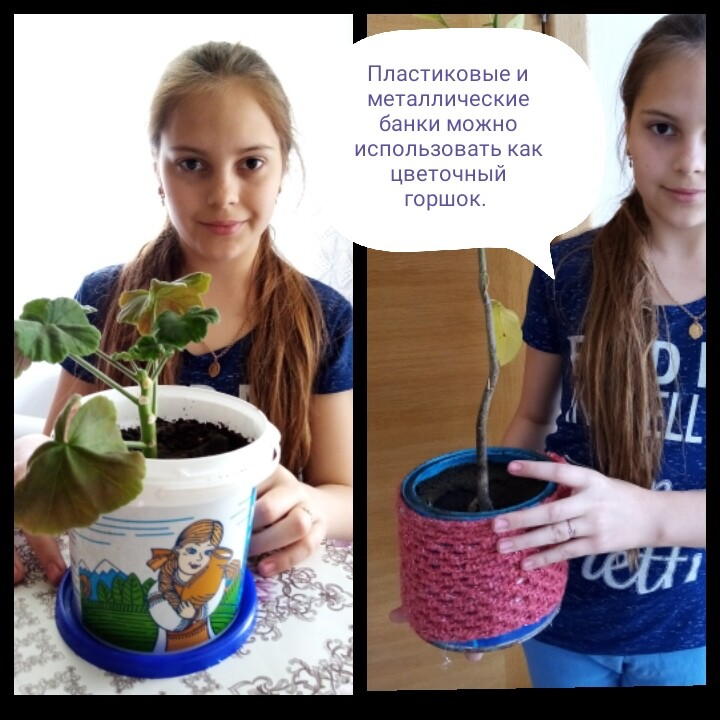 Пластиковые и
металлические
банки можно
использовать как
цветочный
горшок.